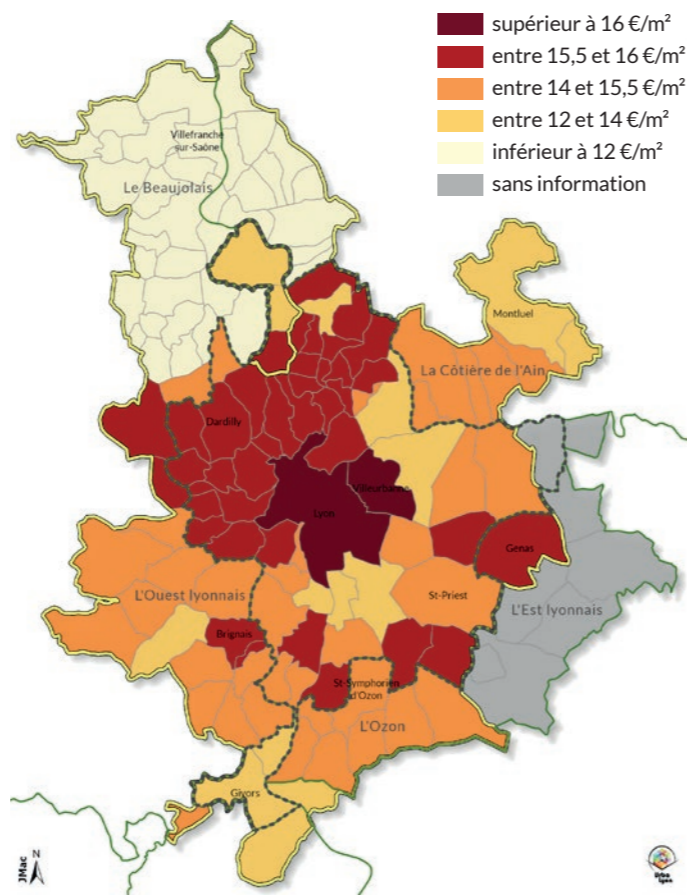 supérieur à 16 €/m²
entre 15,5 et 16 €/m²
entre 14 et 15,5 €/m²
entre 12 et 14 €/m²
inférieur à 12 €/m²
sans information
Villefranche
sur-Saône
Le Beaujolais
Montluel
La Côtière de l'Ain
Dardilly
Villeurbanne
Lyon
Genas
L'Ouest lyonnais
St-Priest
L'Est lyonnais
Brignais
St-Symphorien
d'Ozon
L'Ozon
Givors
JMac
N
Urba
Lyon